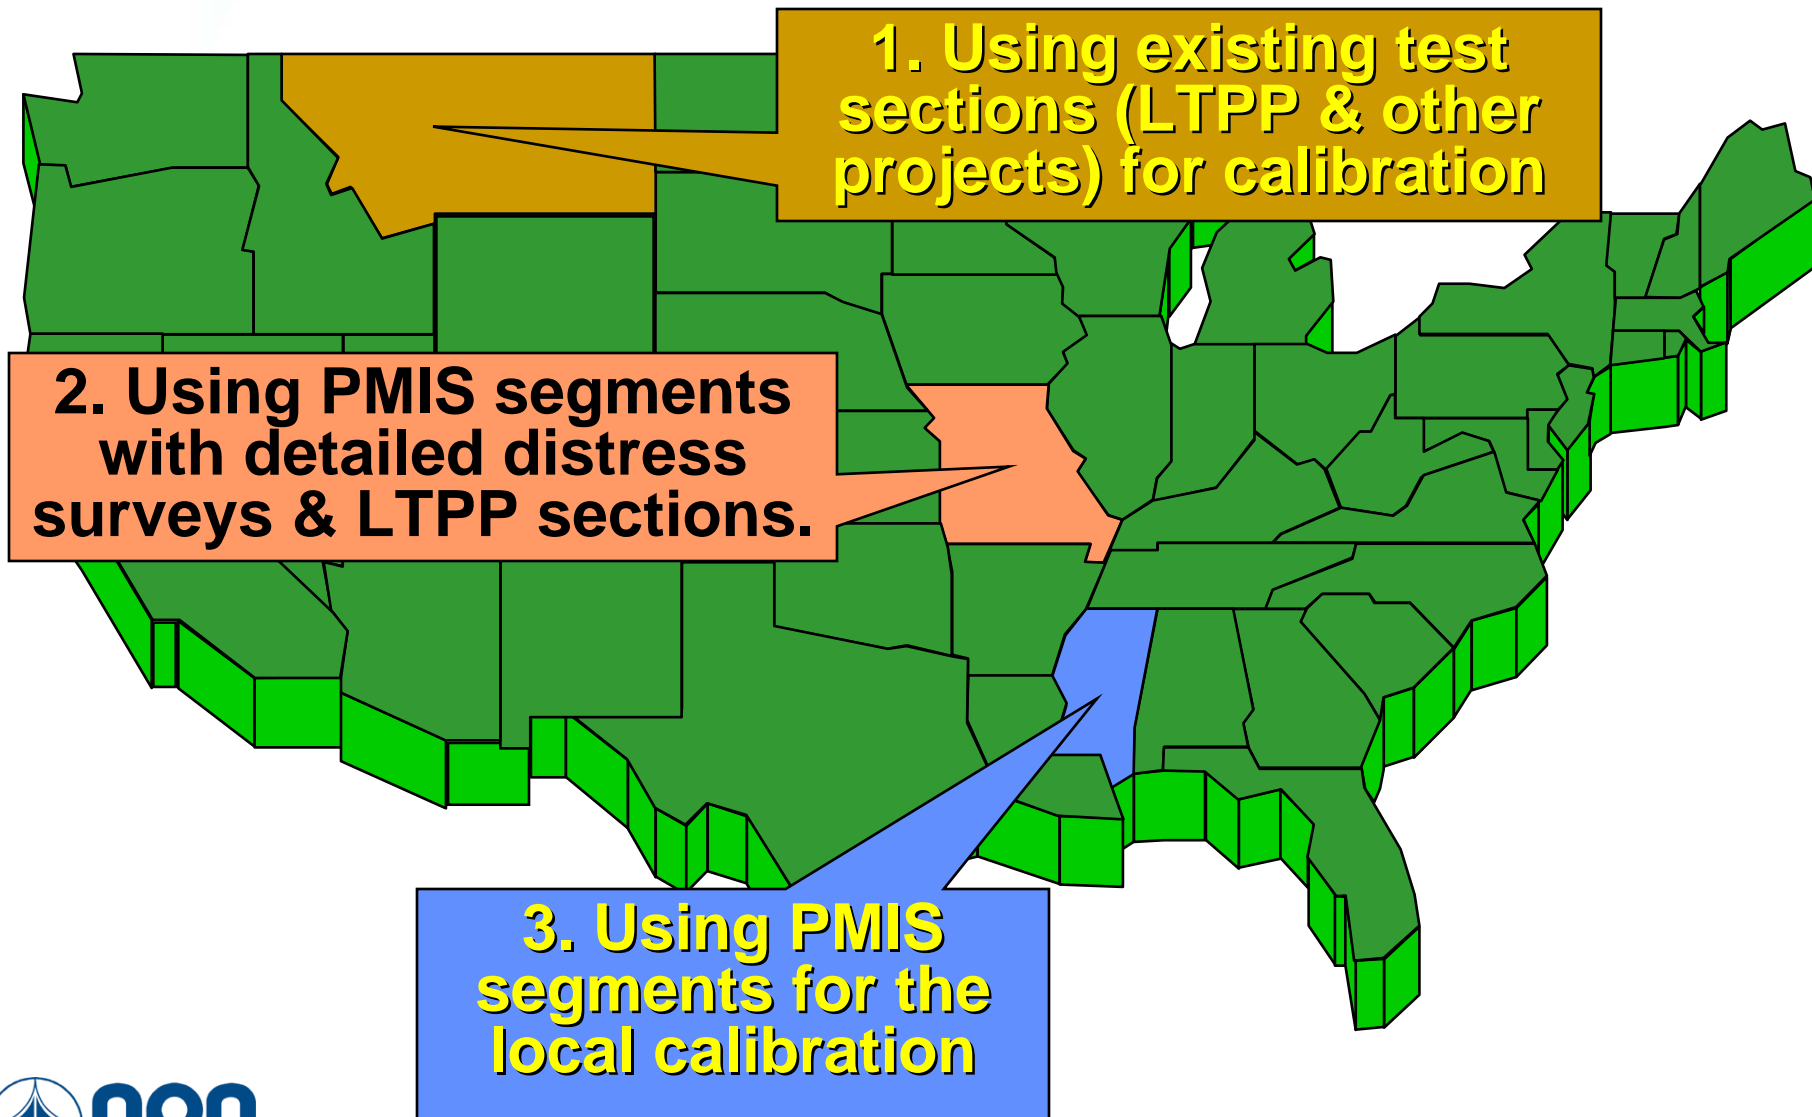 1. Using existing test
sections (LTPP & other
projects) for calibration
2. Using PMIS segments
with detailed distress
surveys & LTPP sections.
3. Using PMIS
segments for the
local calibration